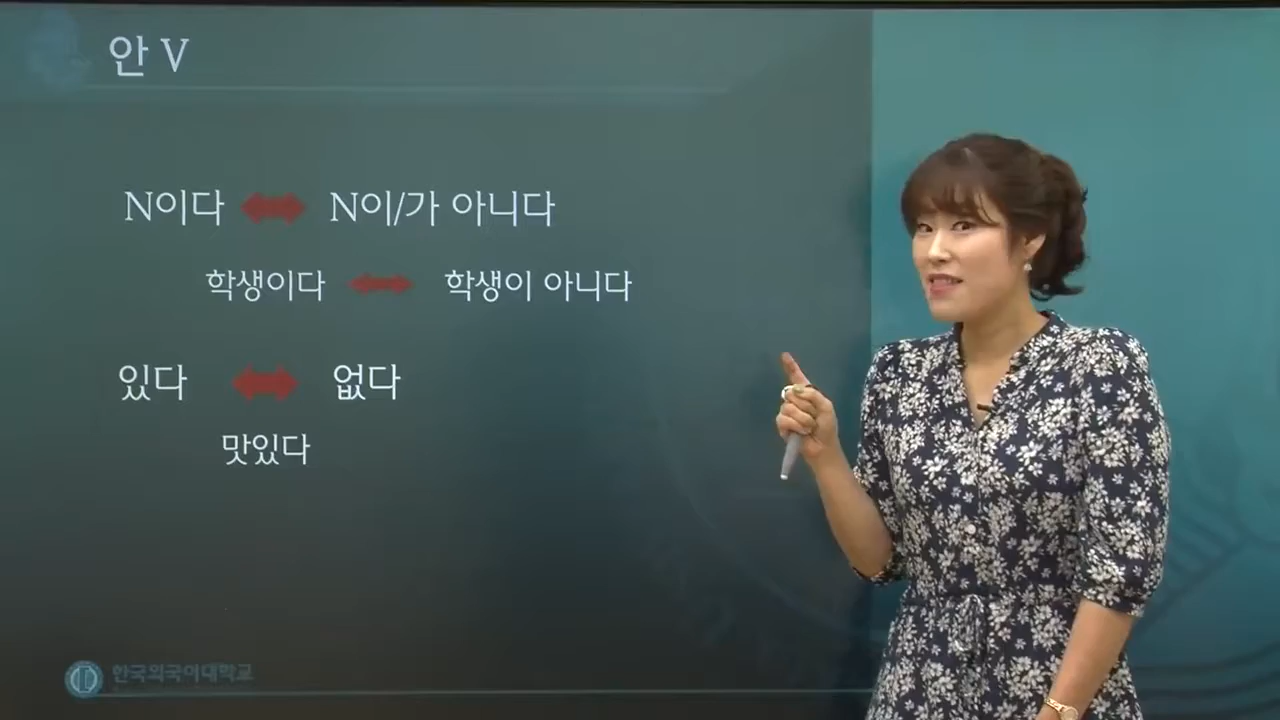 안 V
N이다 N이/가 아니다
학생이다 학생이 아니다
있다 없다
맛있다
한국외국어대학교